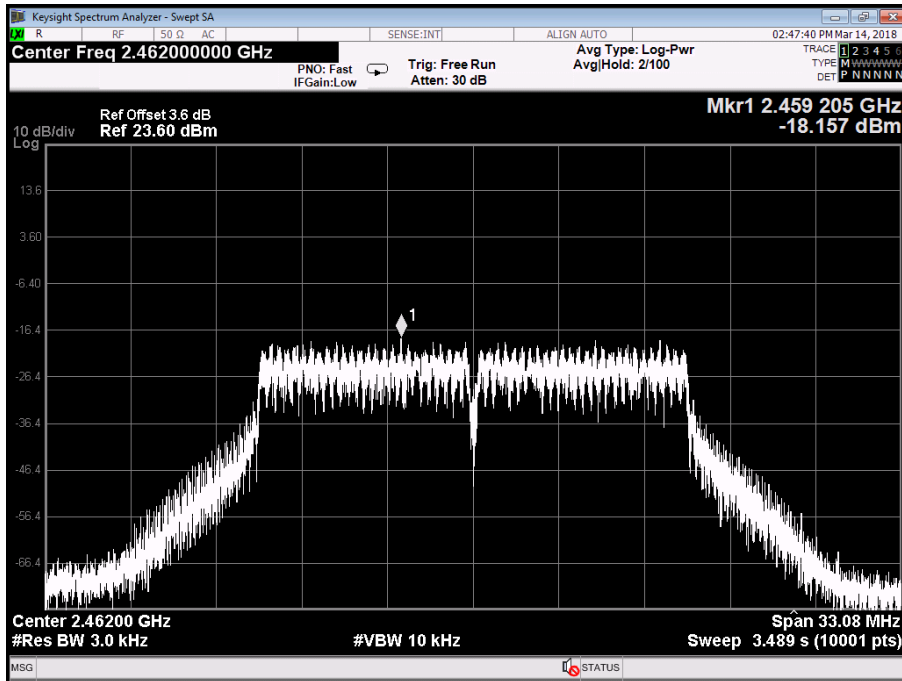 Keysight Spectrum Analyzer - Swept SA
LXI R RF 50 Ω AC SENSE:INT ALIGN AUTO 02:47:40 PM Mar 14, 2018
Center Freq 2.462000000 GHz
PNO: Fast
IFGain:Low
Trig: Free Run
Atten: 30 dB
Avg Type: Log-Pwr
Avg|Hold: 2/100
TRACE 1 2 3 4 5 6
TYPE M WWWWW
DET P N N N N N
Mkr1 2.459 205 GHz
-18.157 dBm
Ref Offset 3.6 dB
10 dB/div Ref 23.60 dBm
Log
13.6
3.60
-6.40
1
-16.4
-26.4
-36.4
-46.4
-56.4
-66.4
Center 2.46200 GHz Span 33.08 MHz
#Res BW 3.0 kHz #VBW 10 kHz Sweep 3.489 s (10001 pts)
MSG STATUS